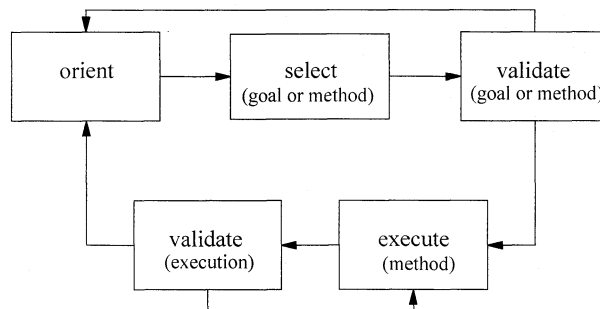 orient
select
(goal or method)
validate
(goal or method)
validate
(execution)
execute
(method)